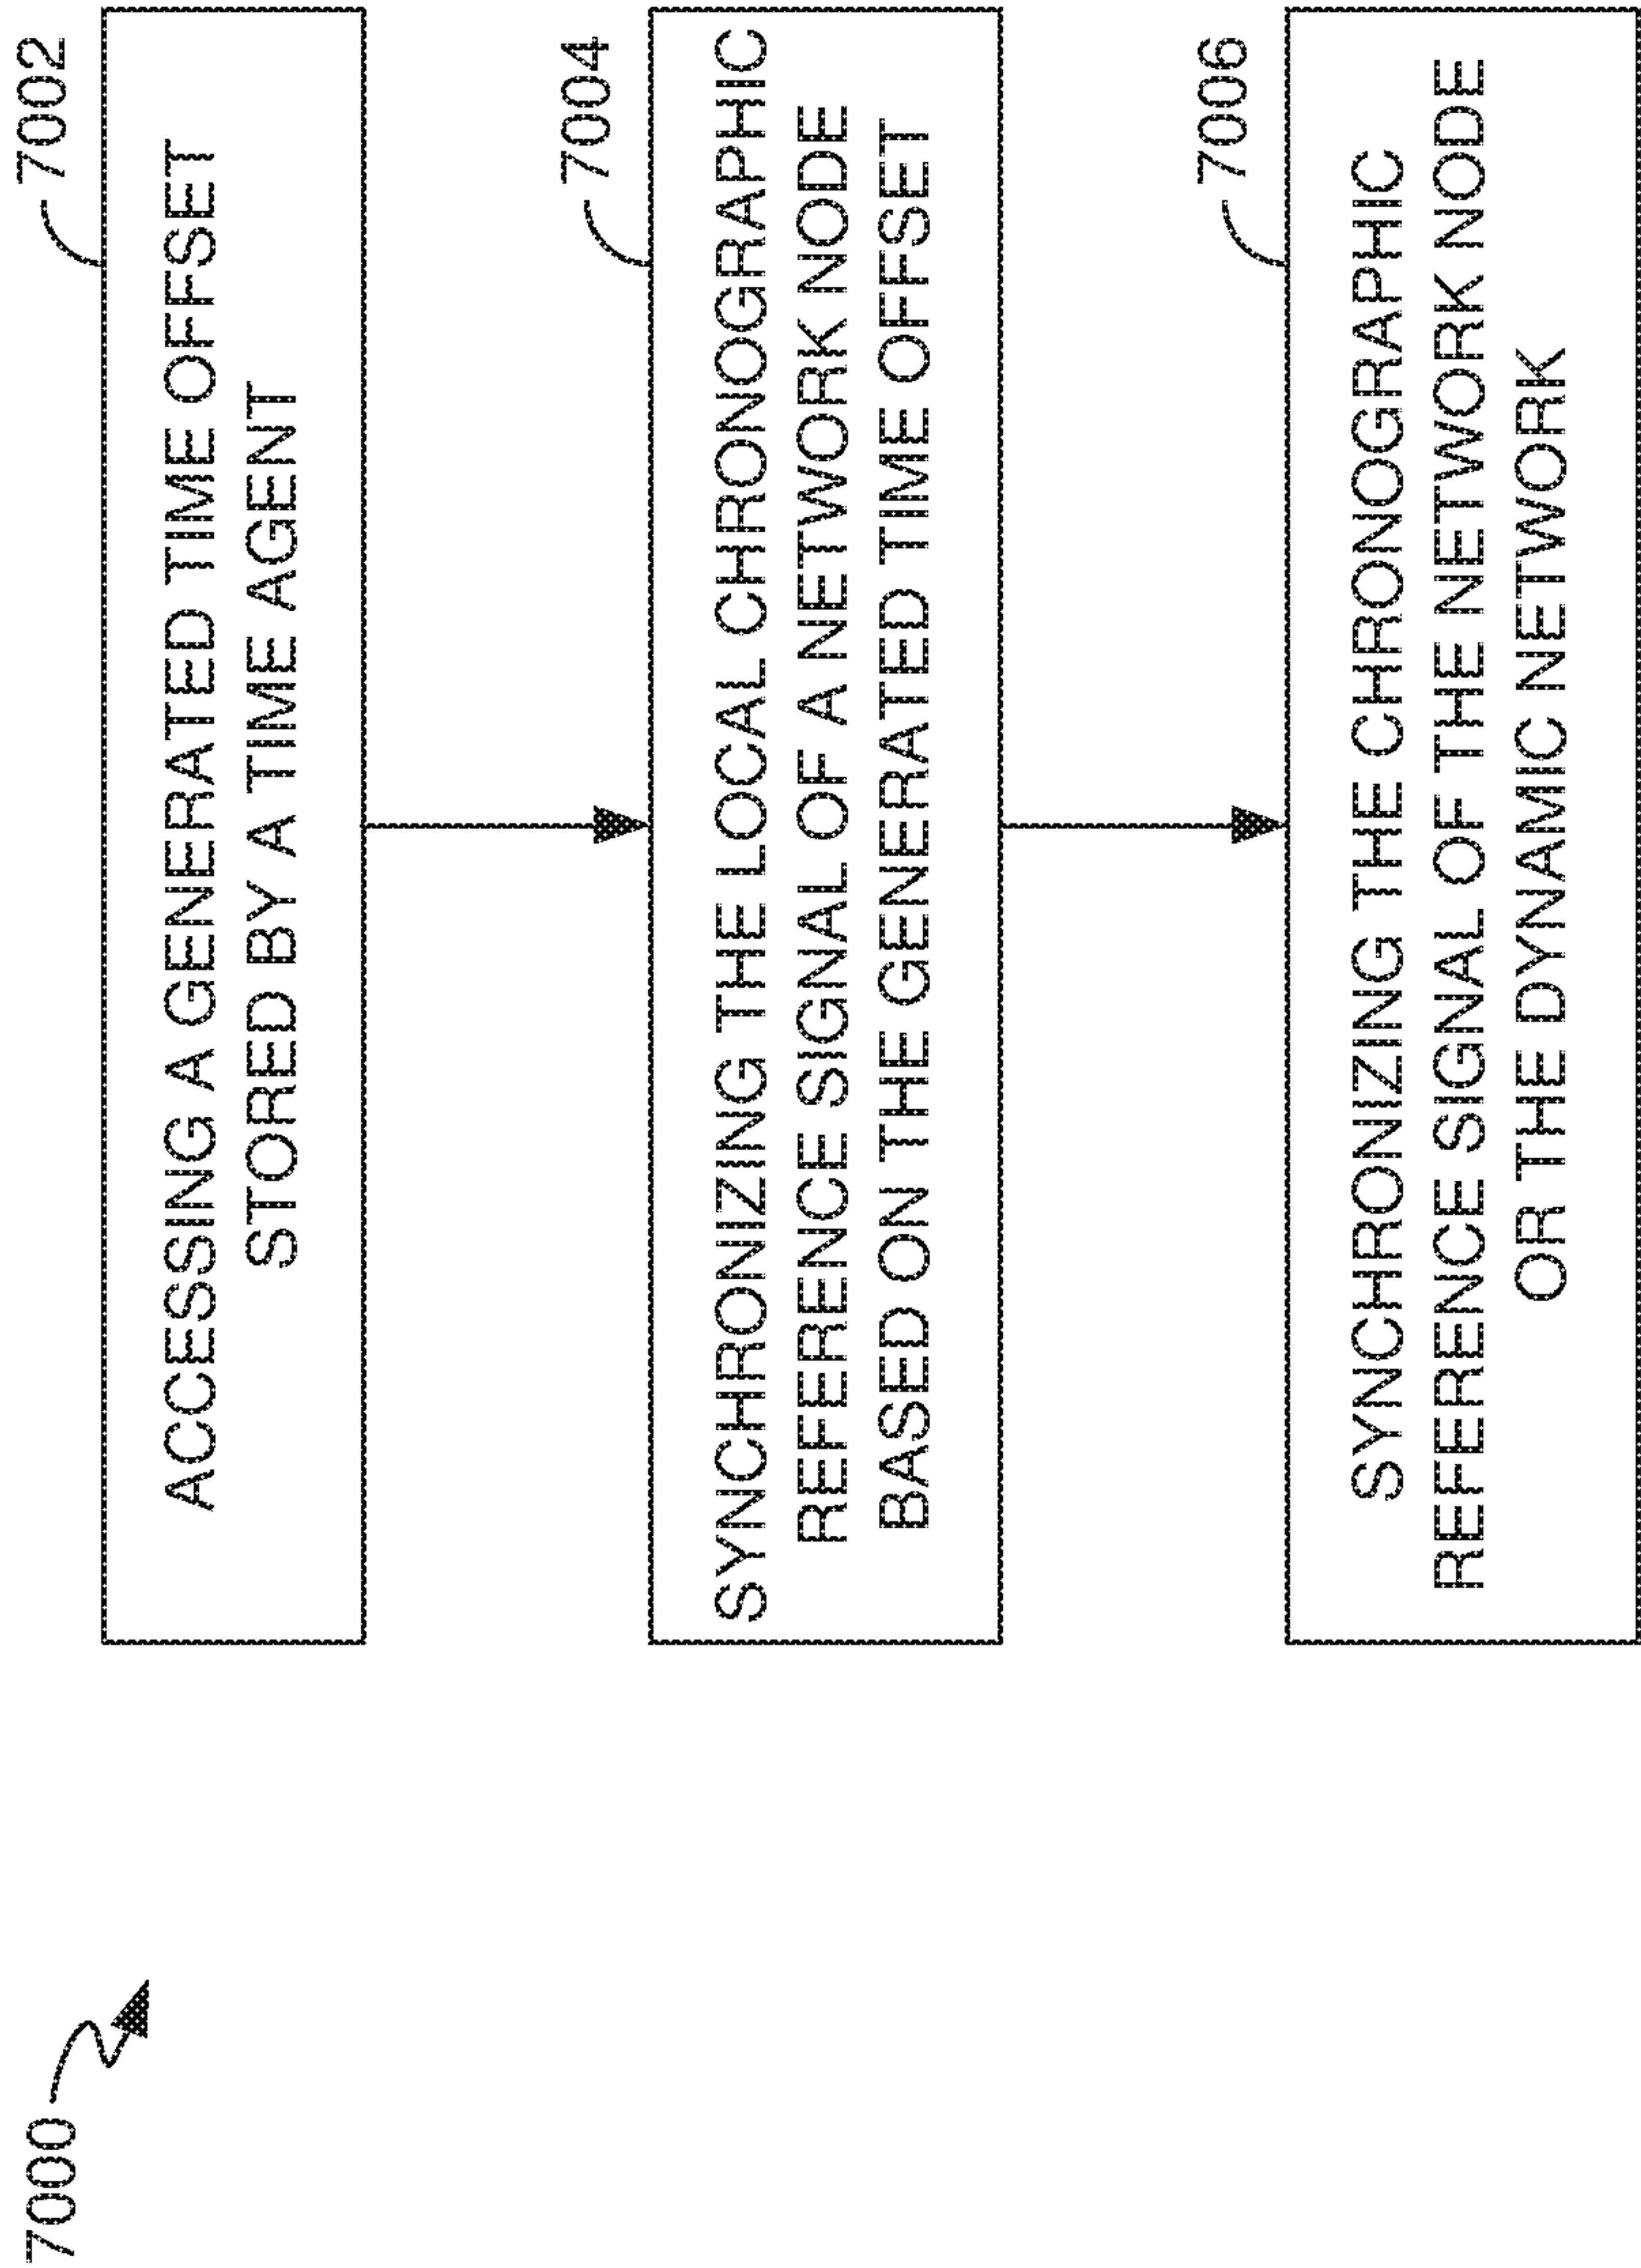 7000
7002
ACCESSING A GENERATED TIME OFFSET
STORED BY A TIME AGENT
7004
SYNCHRONIZING THE LOCAL CHRONOGRAPHIC
REFERENCE SIGNAL OF A NETWORK NODE
BASED ON THE GENERATED TIME OFFSET
7006
SYNCHRONIZING THE CHRONOGRAPHIC
REFERENCE SIGNAL OF THE NETWORK NODE
OR THE DYNAMIC NETWORK